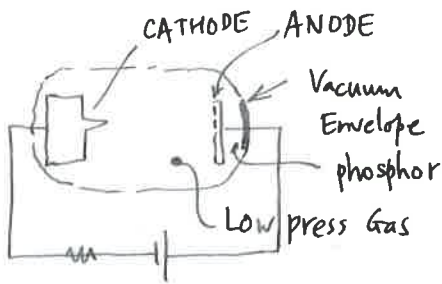 CATHODE
ANODE
Vacuum
Envelope
phosphor
Low press Gas